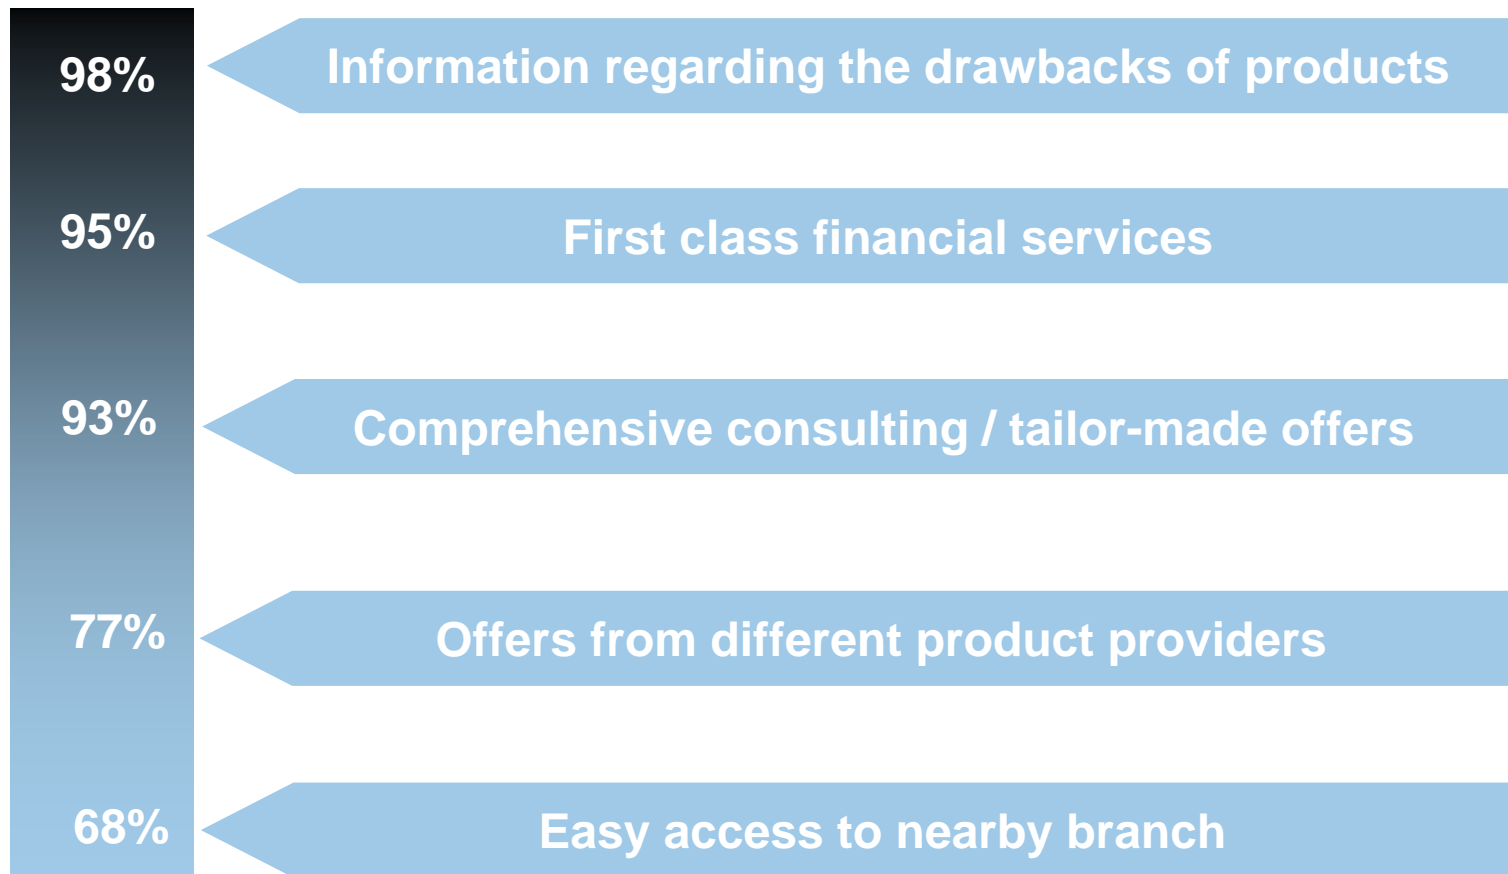 98%
Information regarding the drawbacks of products
95%
First class financial services
93%
Comprehensive consulting / tailor-made offers
77%
Offers from different product providers
68%
Easy access to nearby branch